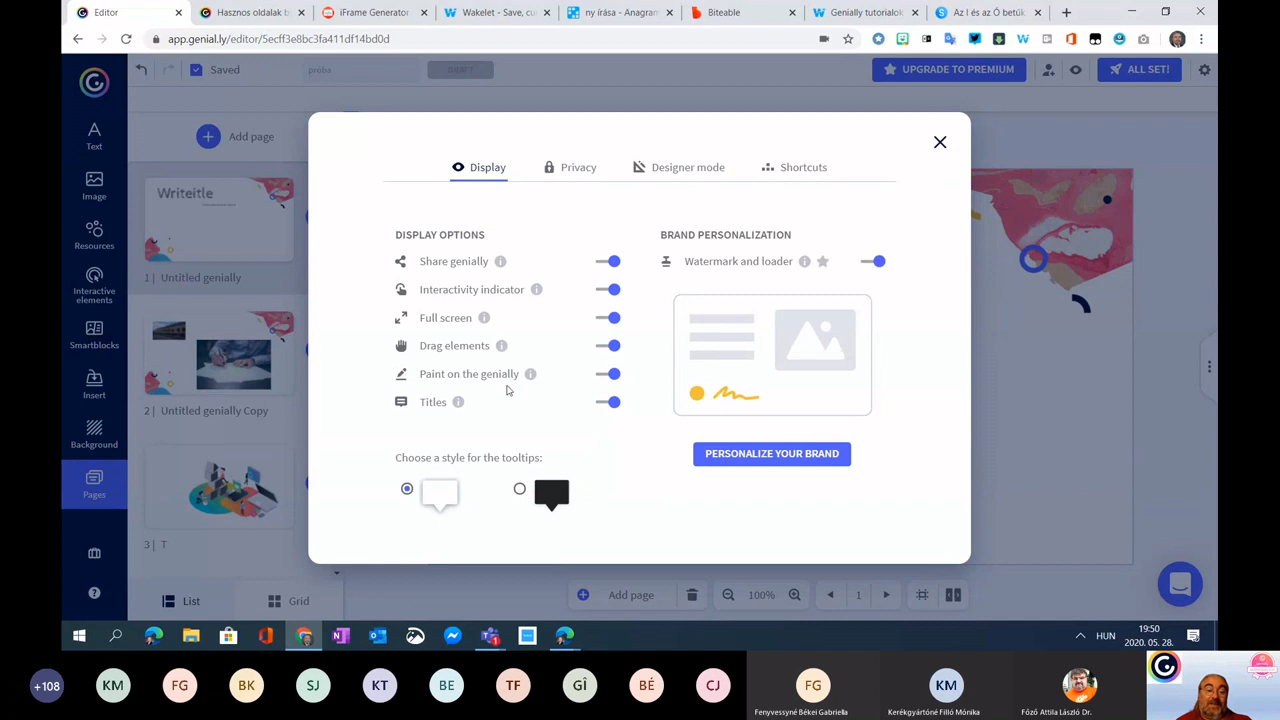 Editor
Hasznos oldalak b
iFrame Generator
Wakelet - Save, cu
ny írása - Anagram
Biteable
Genially tutorialok
Az I és az Ó betűk
app.genial.ly/editor/5ecff3e8bc3fa411df14bd0d
Saved
próba
DRAFT
UPGRADE TO PREMIUM
ALL SET!
Text
Image
Resources
Interactive
elements
Smartblocks
Insert
Background
Pages
Add page
Writeitle
1 | Untitled genially
2 | Untitled genially Copy
3 | T
List
Grid
Display
Privacy
Designer mode
Shortcuts
DISPLAY OPTIONS
Share genially
Interactivity indicator
Full screen
Drag elements
Paint on the genially
Titles
Choose a style for the tooltips:
BRAND PERSONALIZATION
Watermark and loader
PERSONALIZE YOUR BRAND
Add page
100%
1
HUN
19:50
2020. 05. 28.
+108
KM
FG
BK
SJ
KT
BE
TF
GÎ
BÉ
CJ
FG
Fenyvessyné Békei Gabriella
KM
Kerékgyártóné Filló Mónika
Főző Attila László Dr.